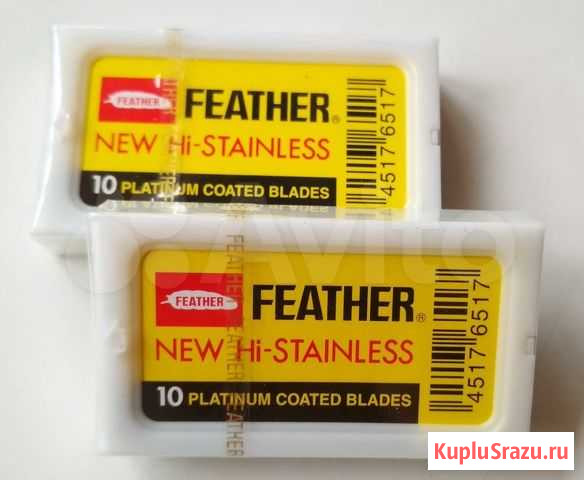 FEATHER
FEATHER®
NEW Hi-STAINLESS
10 PLATINUM COATED BLADES
4517 6517
FEATHER
FEATHER®
NEW Hi-STAINLESS
10 PLATINUM COATED BLADES
4517 6517
FEATHER FEATHER FEATHER
Avito
KupluSrazu.ru